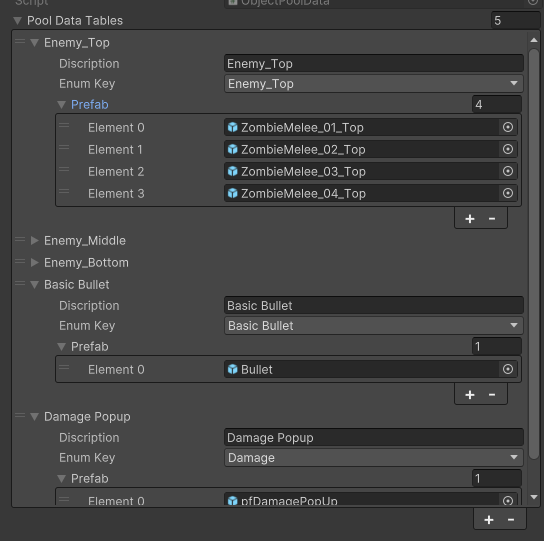 Script ObjectPoolData
Pool Data Tables 5
Enemy_Top
Discription Enemy_Top
Enum Key Enemy_Top
Prefab 4
Element 0 ZombieMelee_01_Top
Element 1 ZombieMelee_02_Top
Element 2 ZombieMelee_03_Top
Element 3 ZombieMelee_04_Top
+ -
Enemy_Middle
Enemy_Bottom
Basic Bullet
Discription Basic Bullet
Enum Key Basic Bullet
Prefab 1
Element 0 Bullet
+ -
Damage Popup
Discription Damage Popup
Enum Key Damage
Prefab 1
Element 0 pfDamagePopUp
+ -